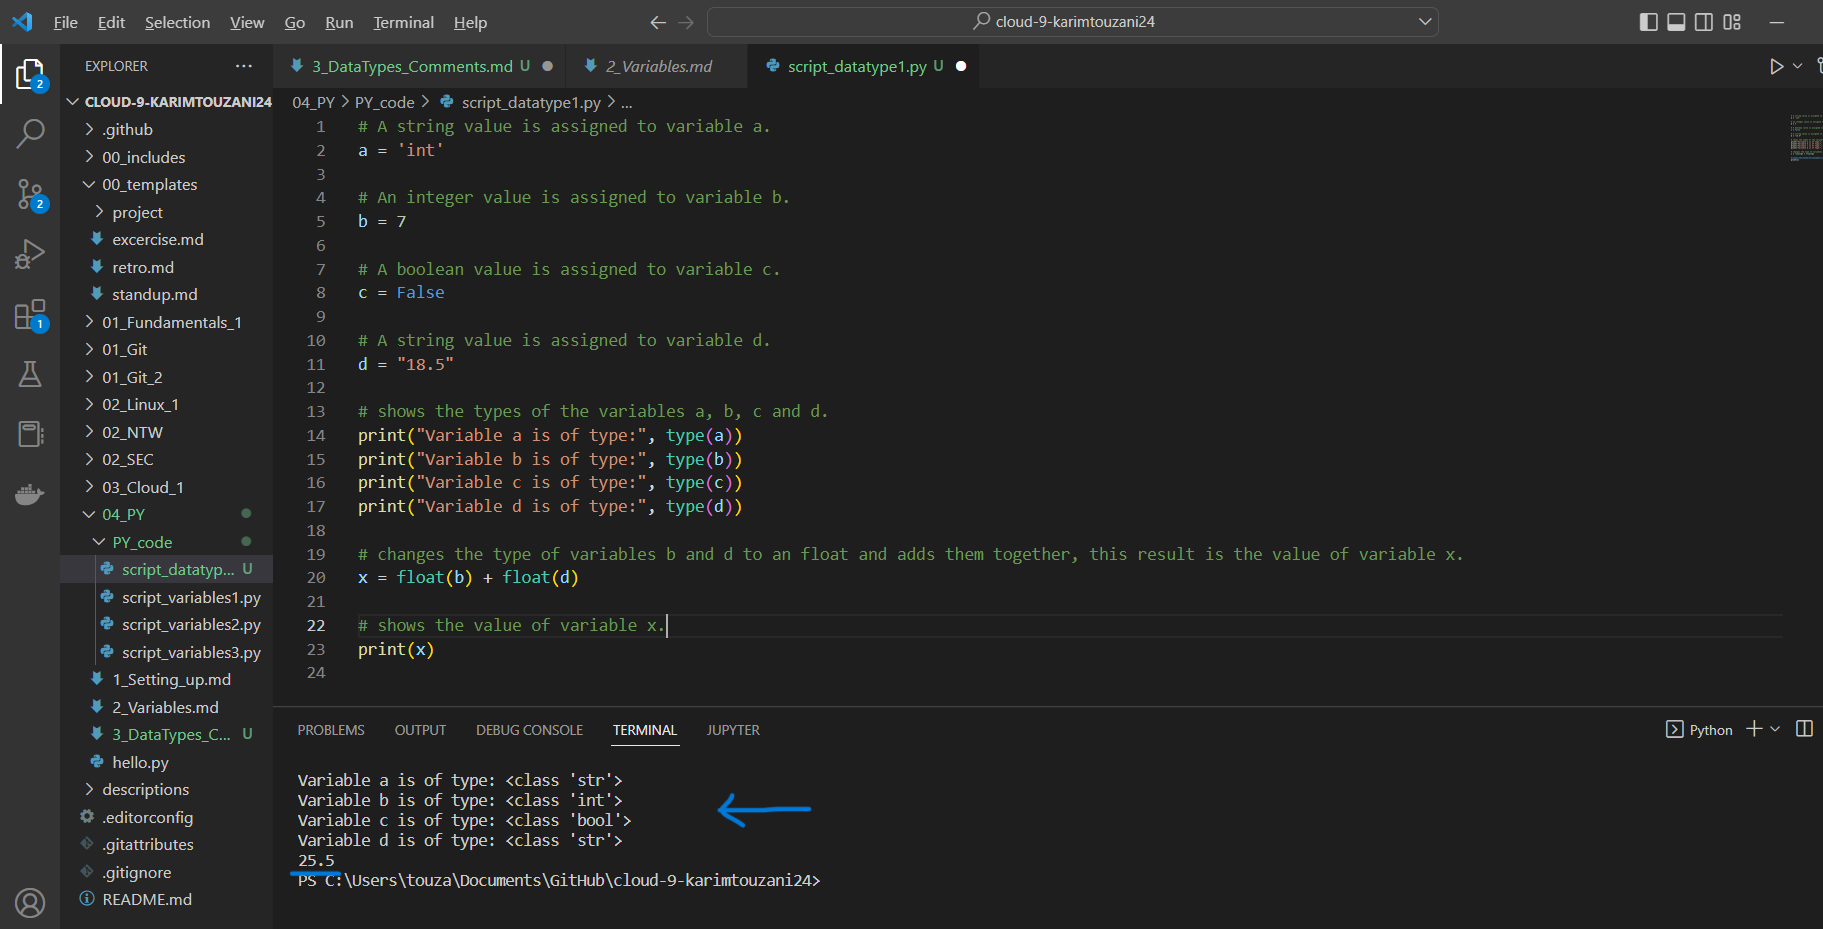 File Edit Selection View Go Run Terminal Help
cloud-9-karimtouzani24
EXPLORER ...
CLOUD-9-KARIMTOUZANI24
.github
00_includes
00_templates
project
excercise.md
retro.md
standup.md
01_Fundamentals_1
01_Git
01_Git_2
02_Linux_1
02_NTW
02_SEC
03_Cloud_1
04_PY
PY_code
script_datatyp... U
script_variables1.py
script_variables2.py
script_variables3.py
1_Setting_up.md
2_Variables.md
3_DataTypes_C... U
hello.py
descriptions
.editorconfig
.gitattributes
.gitignore
README.md
2
2
1
3_DataTypes_Comments.md U
2_Variables.md
script_datatype1.py U
04_PY > PY_code > script_datatype1.py > ...
1 # A string value is assigned to variable a.
2 a = 'int'
3
4 # An integer value is assigned to variable b.
5 b = 7
6
7 # A boolean value is assigned to variable c.
8 c = False
9
10 # A string value is assigned to variable d.
11 d = "18.5"
12
13 # shows the types of the variables a, b, c and d.
14 print("Variable a is of type:", type(a))
15 print("Variable b is of type:", type(b))
16 print("Variable c is of type:", type(c))
17 print("Variable d is of type:", type(d))
18
19 # changes the type of variables b and d to an float and adds them together, this result is the value of variable x.
20 x = float(b) + float(d)
21
22 # shows the value of variable x.
23 print(x)
24
PROBLEMS OUTPUT DEBUG CONSOLE TERMINAL JUPYTER
Python
Variable a is of type: <class 'str'>
Variable b is of type: <class 'int'>
Variable c is of type: <class 'bool'>
Variable d is of type: <class 'str'>
25.5
PS C:\Users\touza\Documents\GitHub\cloud-9-karimtouzani24>